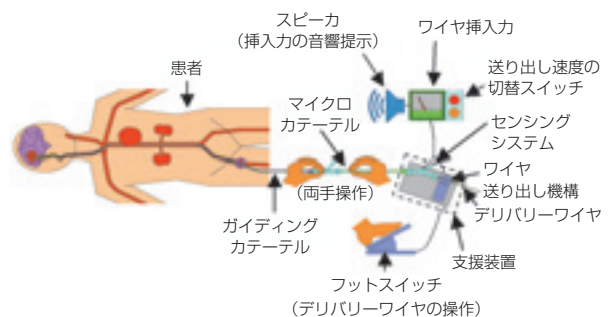 スピーカ
（挿入力の音響提示）
ワイヤ挿入力
患者
マイクロ
カテーテル
送り出し速度の
切替スイッチ
センシング
システム
ワイヤ
送り出し機構
デリバリーワイヤ
（両手操作）
ガイディング
カテーテル
支援装置
フットスイッチ
（デリバリーワイヤの操作）